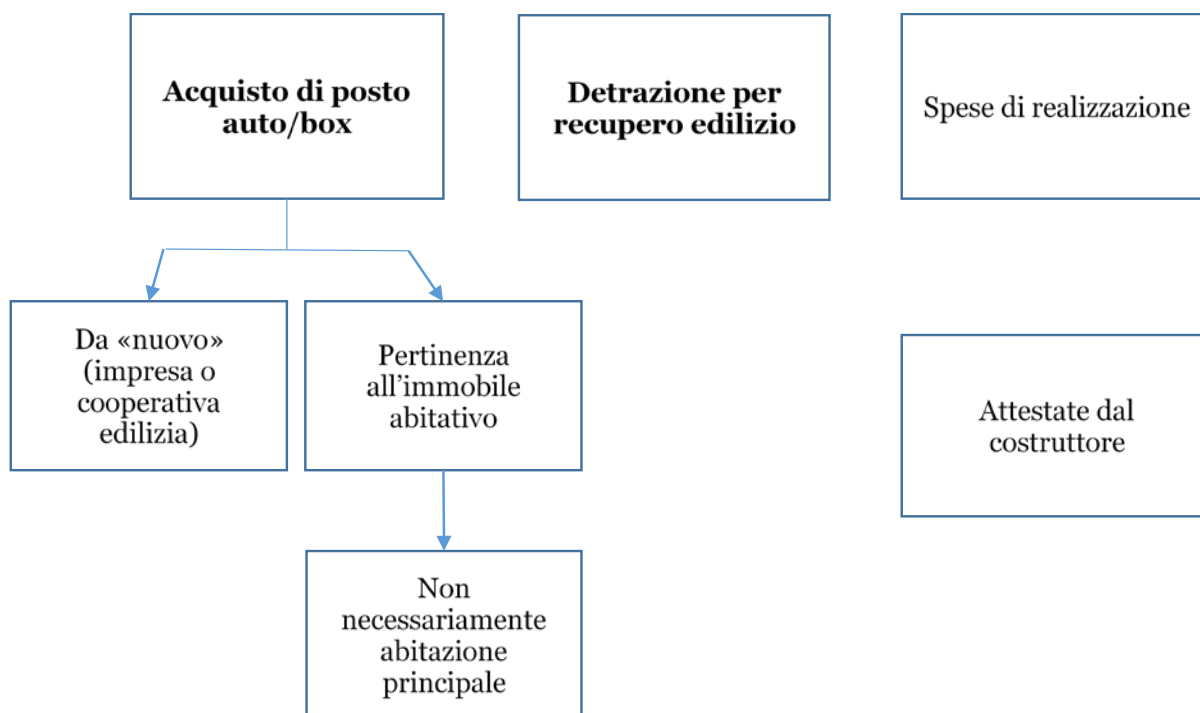 Acquisto di posto
auto/box
Detrazione per
recupero edilizio
Spese di realizzazione
Da «nuovo»
(impresa o
cooperativa
edilizia)
Pertinenza
all'immobile
abitativo
Attestate dal
costruttore
Non
necessariamente
abitazione
principale